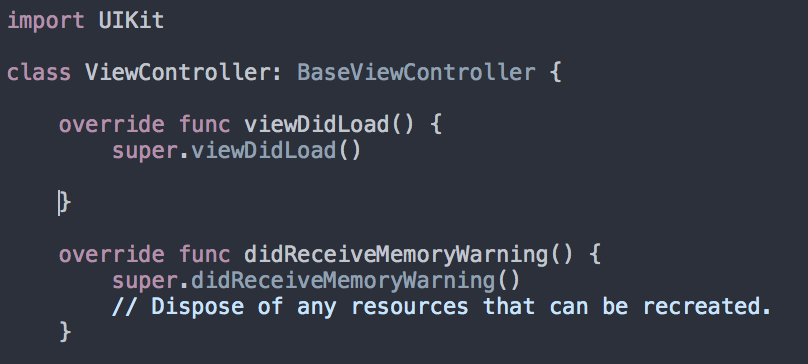 import UIKit
class ViewController: BaseViewController {
override func viewDidLoad() {
super.viewDidLoad()
}
override func didReceiveMemoryWarning() {
super.didReceiveMemoryWarning()
// Dispose of any resources that can be recreated.
}